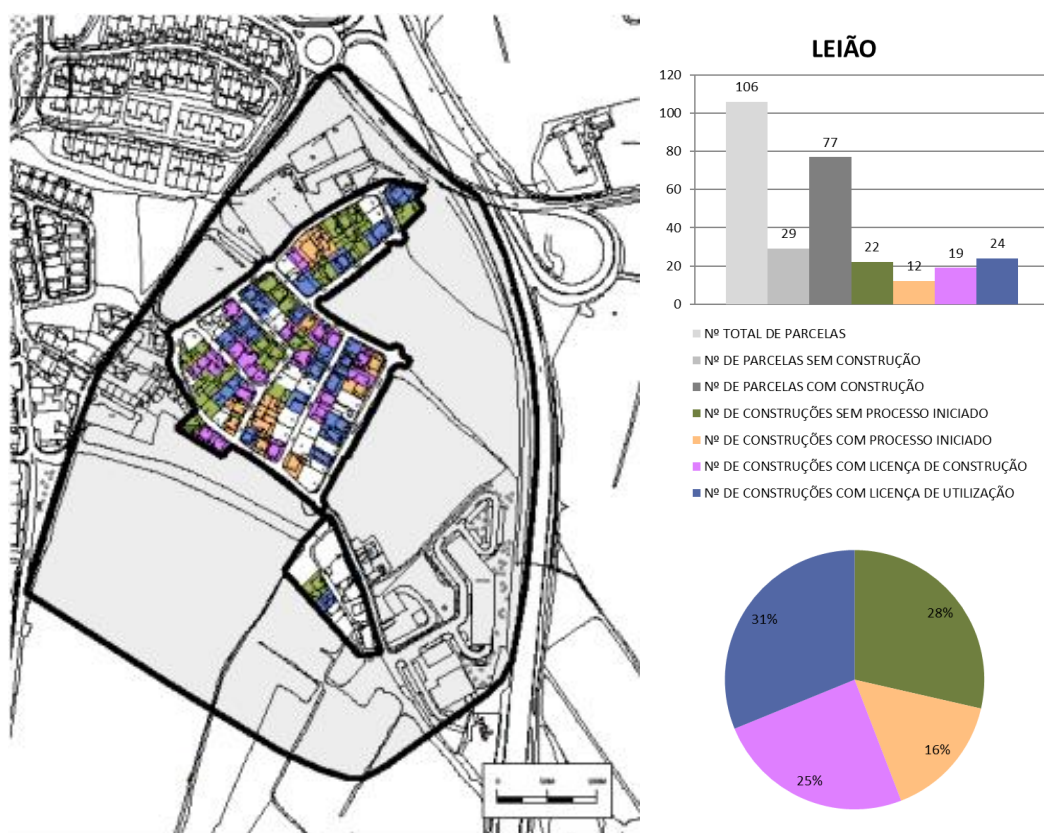 LEIÃO
120
100
80
60
40
20
0
106
29
77
22
12
19
24
Nº TOTAL DE PARCELAS
Nº DE PARCELAS SEM CONSTRUÇÃO
Nº DE PARCELAS COM CONSTRUÇÃO
Nº DE CONSTRUÇÕES SEM PROCESSO INICIADO
Nº DE CONSTRUÇÕES COM PROCESSO INICIADO
Nº DE CONSTRUÇÕES COM LICENÇA DE CONSTRUÇÃO
Nº DE CONSTRUÇÕES COM LICENÇA DE UTILIZAÇÃO
31%
28%
16%
25%